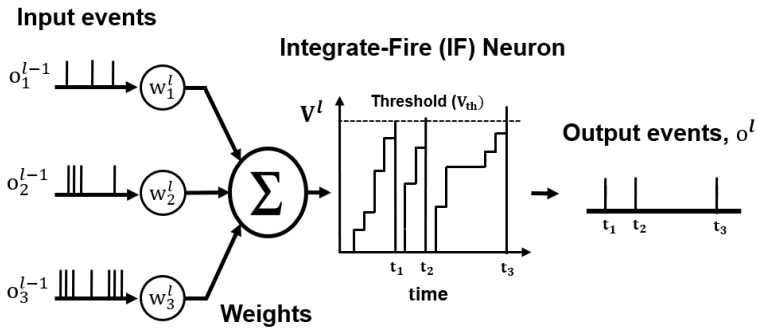 Input events
Integrate-Fire (IF) Neuron
o₁ˡ⁻¹
w₁ˡ
Vˡ
Threshold (Vₜₕ)
Output events, oˡ
o₂ˡ⁻¹
w₂ˡ
Σ
t₁ t₂ t₃
t₁ t₂ t₃
time
o₃ˡ⁻¹
w₃ˡ
Weights